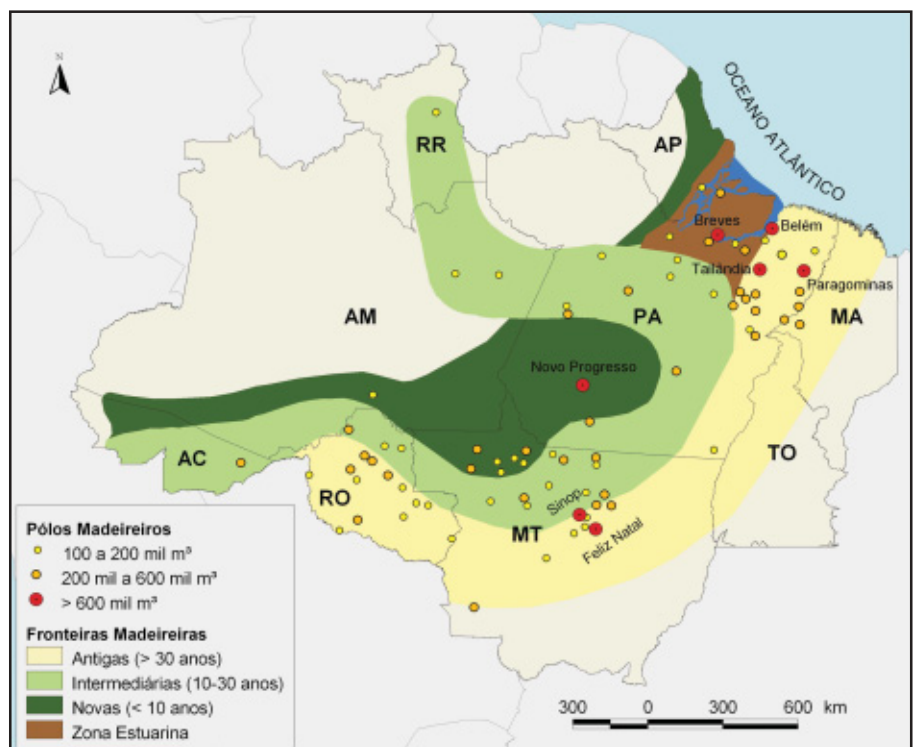 N
OCEANO ATLÂNTICO
RR
AP
Breves
Belém
Tailândia
Paragominas
AM
PA
MA
Novo Progresso
TO
AC
RO
Sinop
MT
Feliz Natal
Pólos Madeireiros
100 a 200 mil m³
200 mil a 600 mil m³
> 600 mil m³
Fronteiras Madeireiras
Antigas (> 30 anos)
Intermediárias (10-30 anos)
Novas (< 10 anos)
Zona Estuarina
300 0 300 600 km